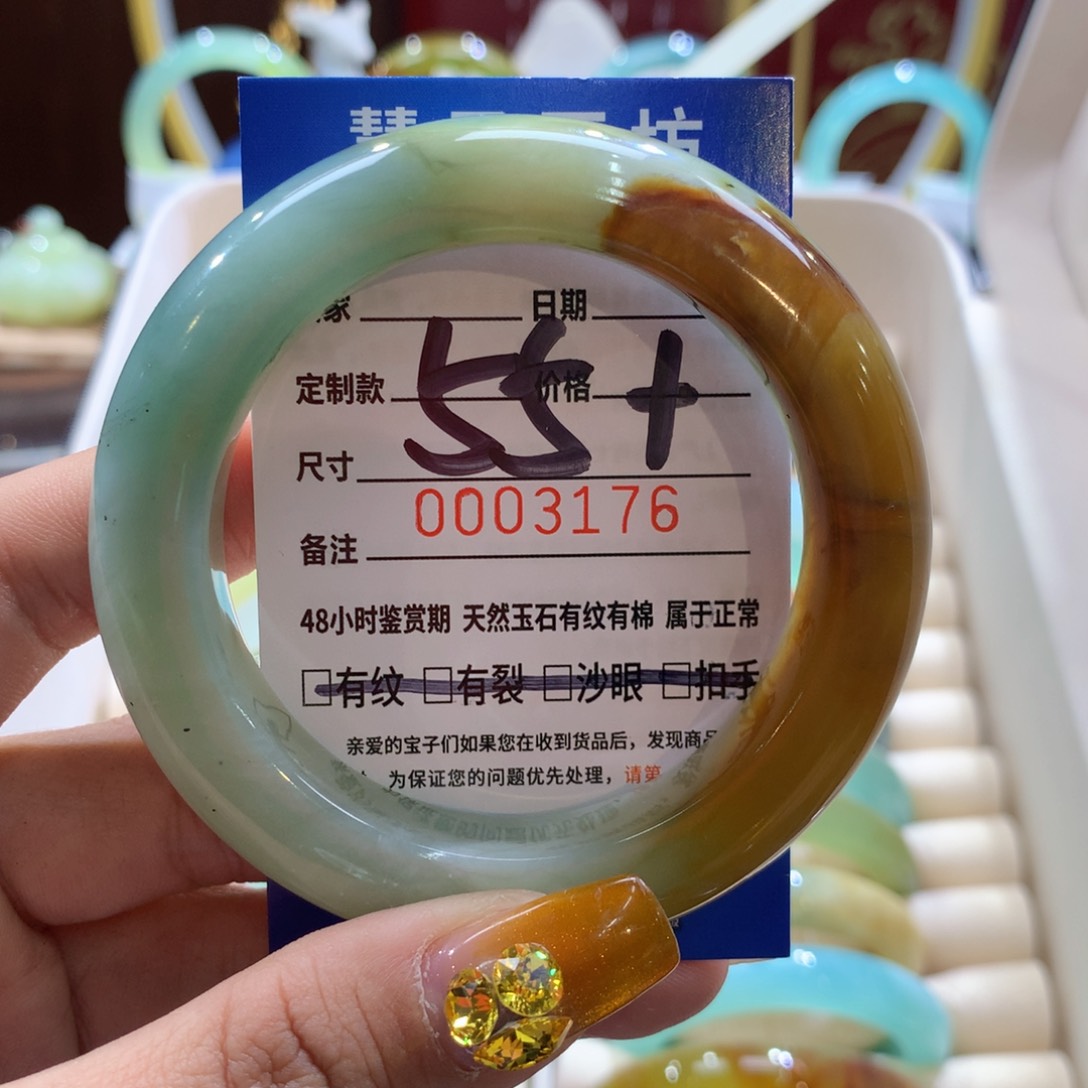 家 日期
定制款 价格
55+
尺寸
0003176
备注
48小时鉴赏期 天然玉石有纹有棉 属于正常
□有纹 □有裂 □沙眼 □扣手
亲爱的宝子们如果您在收到货品后，发现商品
为保证您的问题优先处理，请第